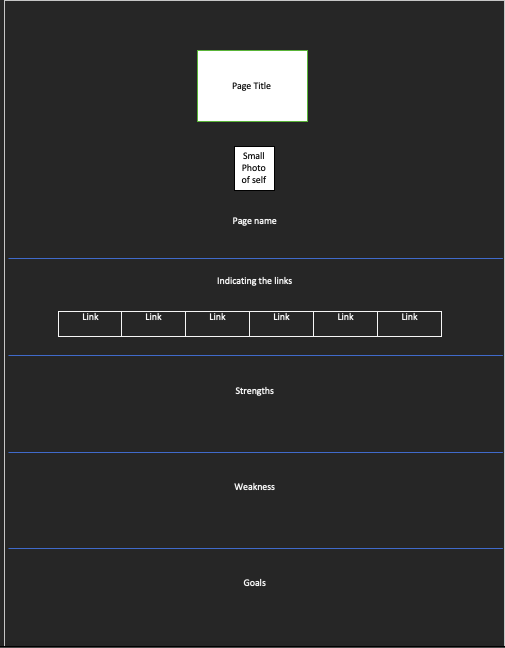 Page Title
Small
Photo
of self
Page name
Indicating the links
Link Link Link Link Link Link
Strengths
Weakness
Goals